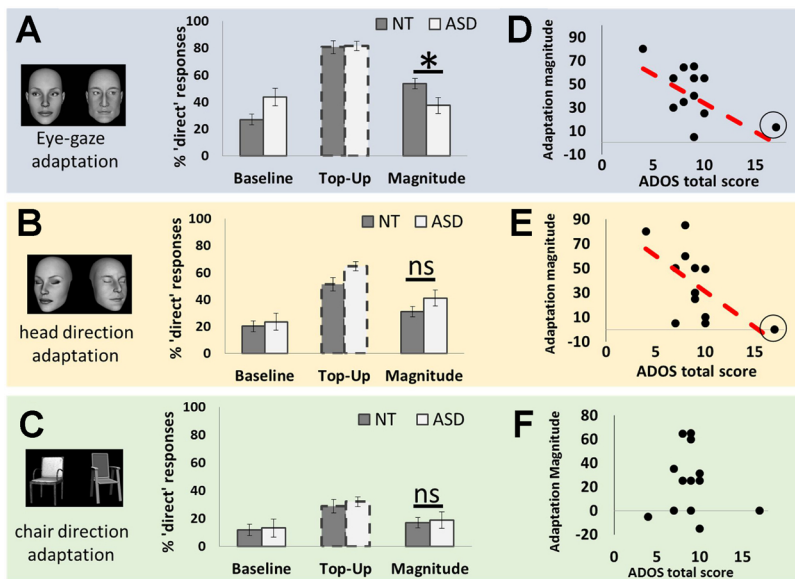 A
Eye-gaze
adaptation
% 'direct' responses
100
80
60
40
20
0
NT ASD
*
Baseline Top-Up Magnitude
D
Adaptation magnitude
90
70
50
30
10
-10
0 5 10 15
ADOS total score
B
head direction
adaptation
% 'direct' responses
100
80
60
40
20
0
NT ASD
ns
Baseline Top-Up Magnitude
E
Adaptation magnitude
90
70
50
30
10
-10
0 5 10 15
ADOS total score
C
chair direction
adaptation
% 'direct' responses
100
80
60
40
20
0
NT ASD
ns
Baseline Top-Up Magnitude
F
Adaptation Magnitude
80
60
40
20
0
-20
0 5 10 15
ADOS total score